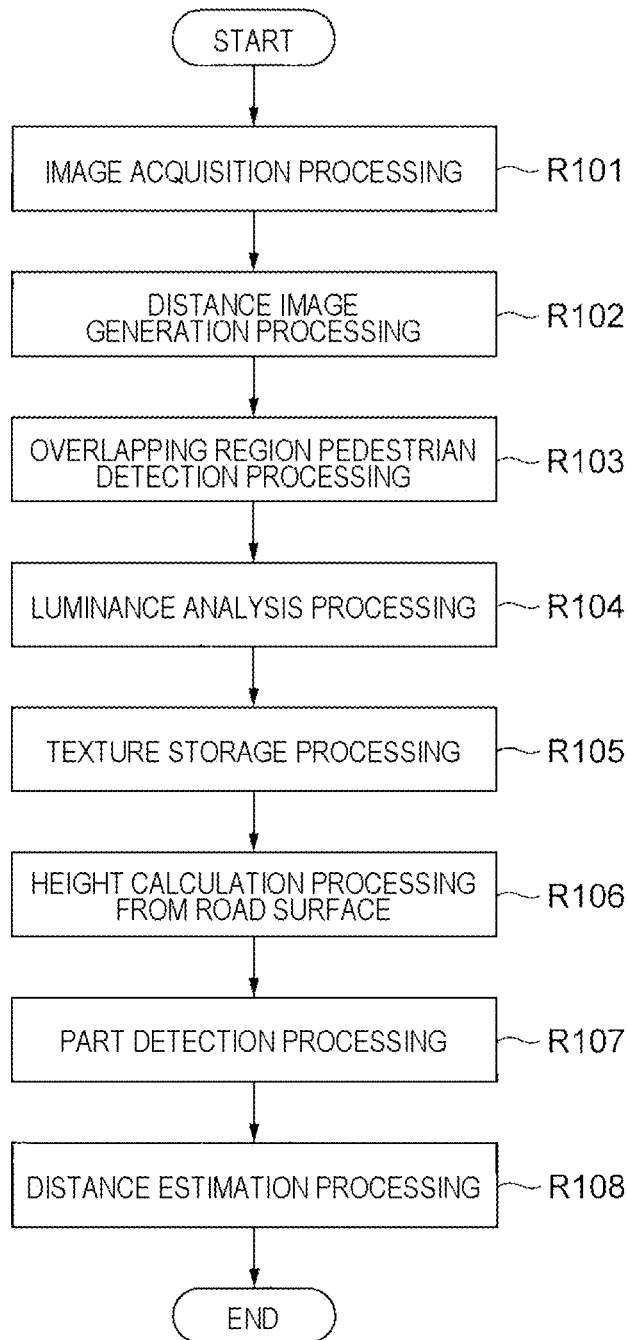 START
IMAGE ACQUISITION PROCESSING
R101
DISTANCE IMAGE
GENERATION PROCESSING
R102
OVERLAPPING REGION PEDESTRIAN
DETECTION PROCESSING
R103
LUMINANCE ANALYSIS PROCESSING
R104
TEXTURE STORAGE PROCESSING
R105
HEIGHT CALCULATION PROCESSING
FROM ROAD SURFACE
R106
PART DETECTION PROCESSING
R107
DISTANCE ESTIMATION PROCESSING
R108
END